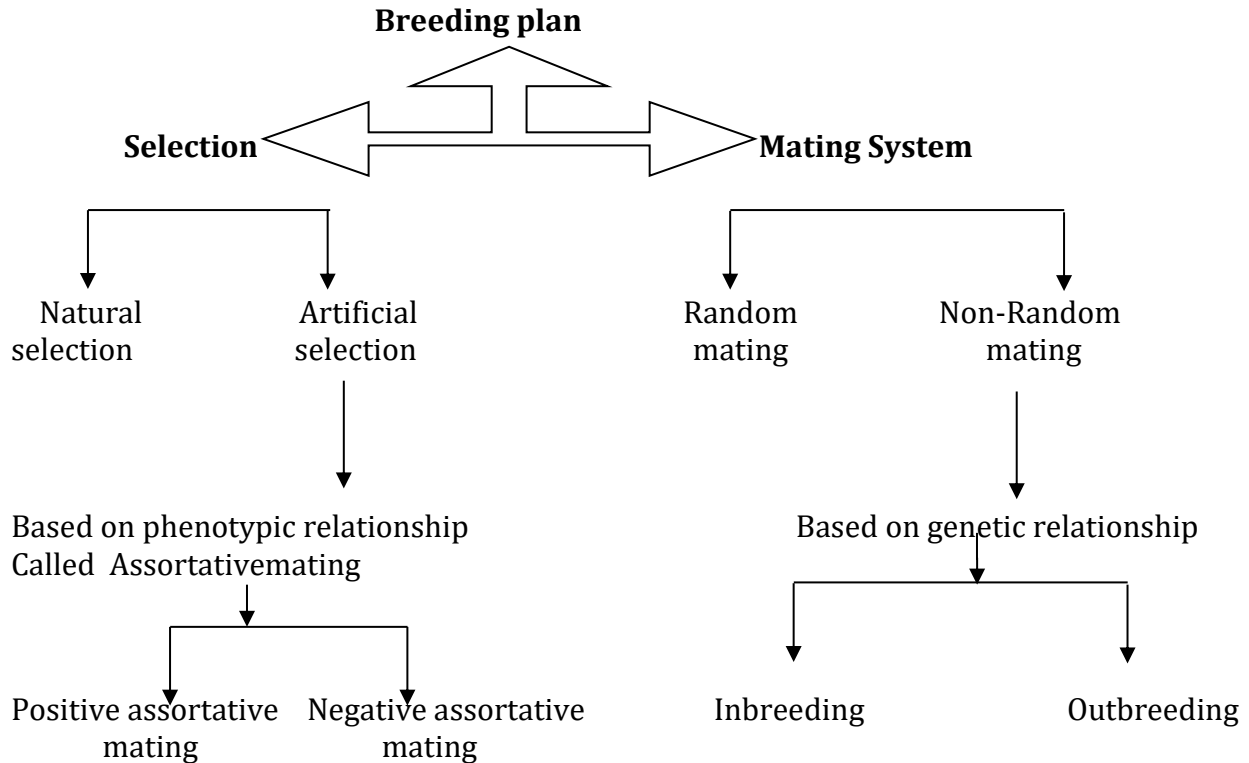 Breeding plan
Selection
Mating System
Natural
selection
Artificial
selection
Random
mating
Non-Random
mating
Based on phenotypic relationship
Called Assortativemating
Based on genetic relationship
Positive assortative
mating
Negative assortative
mating
Inbreeding
Outbreeding